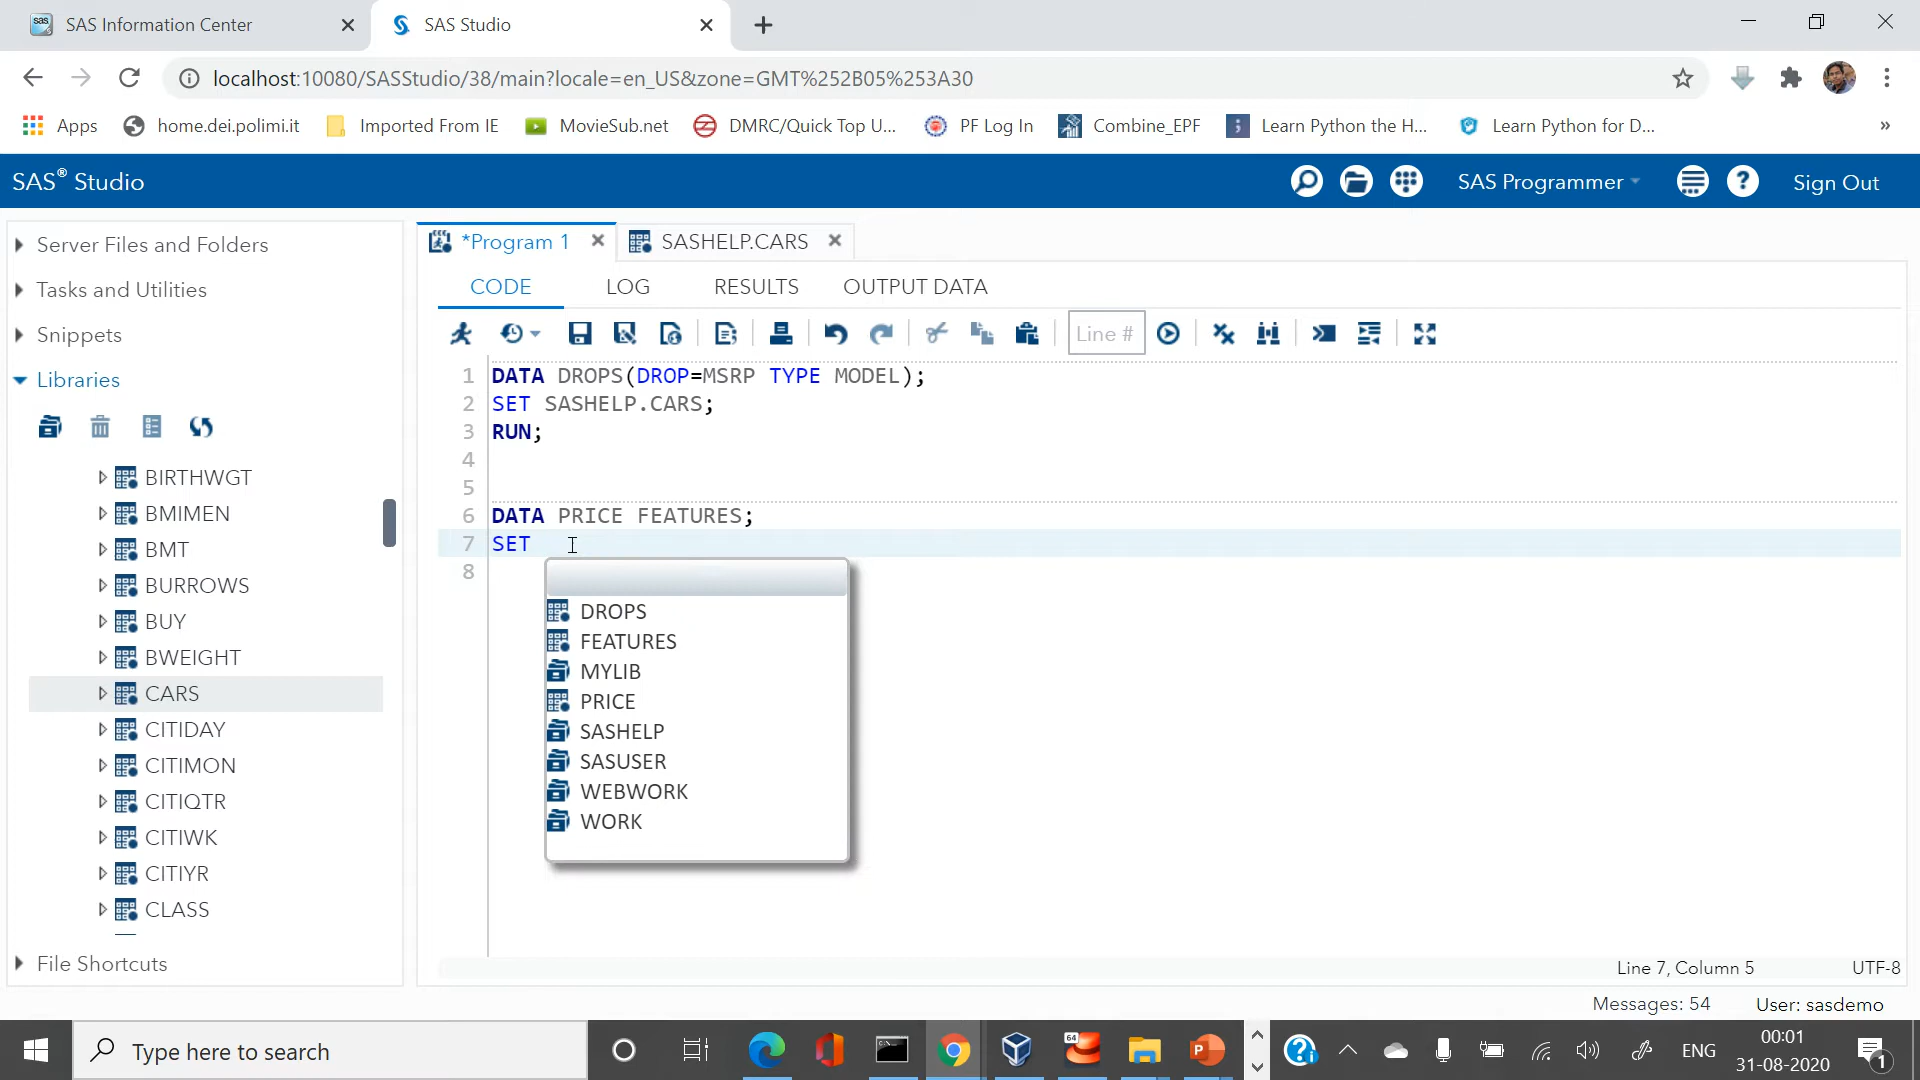 SAS Information Center
SAS Studio
localhost:10080/SASStudio/38/main?locale=en_US&zone=GMT%252B05%253A30
Apps
home.dei.polimi.it
Imported From IE
MovieSub.net
DMRC/Quick Top U...
PF Log In
Combine_EPF
Learn Python the H...
Learn Python for D...
»
SAS® Studio
SAS Programmer
Sign Out
Server Files and Folders
Tasks and Utilities
Snippets
Libraries
BIRTHWGT
BMIMEN
BMT
BURROWS
BUY
BWEIGHT
CARS
CITIDAY
CITIMON
CITIQTR
CITIWK
CITIYR
CLASS
File Shortcuts
*Program 1
SASHELP.CARS
CODE
LOG
RESULTS
OUTPUT DATA
Line #
1 DATA DROPS(DROP=MSRP TYPE MODEL);
2 SET SASHELP.CARS;
3 RUN;
4
5
6 DATA PRICE FEATURES;
7 SET
8
DROPS
FEATURES
MYLIB
PRICE
SASHELP
SASUSER
WEBWORK
WORK
Line 7, Column 5
UTF-8
Messages: 54
User: sasdemo
Type here to search
64
ENG
00:01
31-08-2020
1